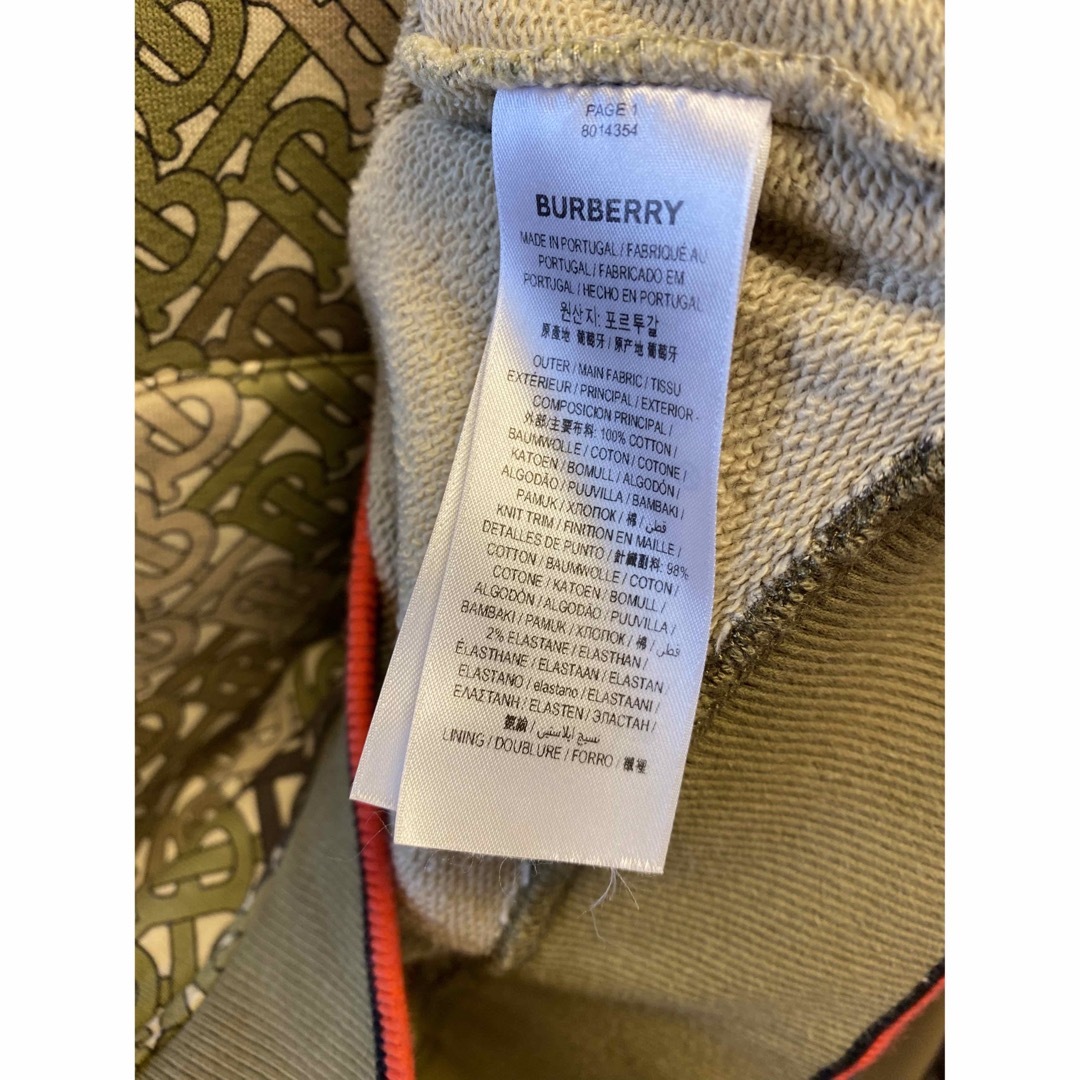 PAGE 1
8014354
BURBERRY
MADE IN PORTUGAL / FABRIQUÉ AU
PORTUGAL / FABRICADO EM
PORTUGAL / HECHO EN PORTUGAL
원산지: 포르투갈
原產地 葡萄牙 / 原产地 葡萄牙
OUTER / MAIN FABRIC / TISSU
EXTÉRIEUR / PRINCIPAL / EXTERIOR -
COMPOSICION PRINCIPAL /
外部/主要布料: 100% COTTON /
BAUMWOLLE / COTON / COTONE /
KATOEN / BOMULL / ALGODÓN /
ALGODÃO / PUUVILLA / BAMBAKI /
PAMUK / ХЛОПОК / 棉 / قطن /
KNIT TRIM / FINITION EN MAILLE /
DETALLES DE PUNTO / 針織副料: 98%
COTTON / BAUMWOLLE / COTON /
COTONE / KATOEN / BOMULL /
ALGODÓN / ALGODÃO / PUUVILLA /
BAMBAKI / PAMUK / ХЛОПОК / 棉 / قطن /
2% ELASTANE / ELASTHAN /
ÉLASTHANE / ELASTAAN / ELASTAN
ELASTANO / elastano / ELASTAANI /
ΕΛΑΣΤΑΝΗ / ELASTEN / ЭЛАСТАН /
氨綸 / نسيج ايلاستيني /
LINING / DOUBLURE / FORRO / 襯裡